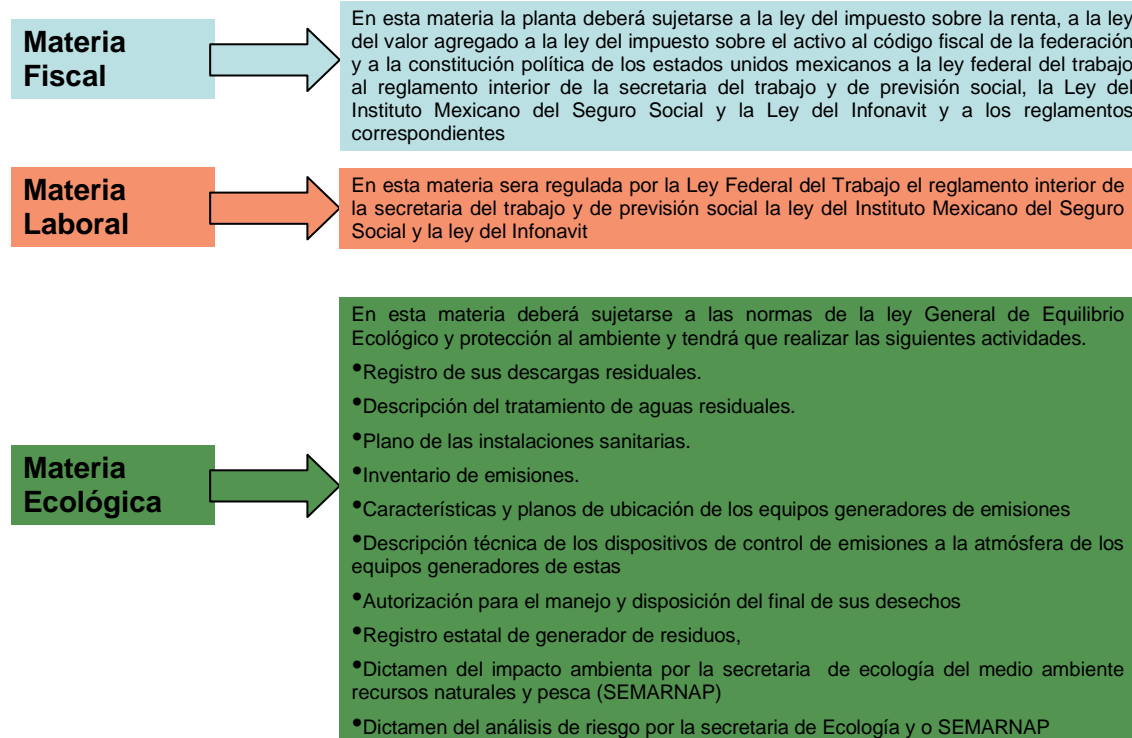 Materia
Fiscal
En esta materia la planta deberá sujetarse a la ley del impuesto sobre la renta, a la ley
del valor agregado a la ley del impuesto sobre el activo al código fiscal de la federación
y a la constitución política de los estados unidos mexicanos a la ley federal del trabajo
al reglamento interior de la secretaria del trabajo y de previsión social, la Ley del
Instituto Mexicano del Seguro Social y la Ley del Infonavit y a los reglamentos
correspondientes
Materia
Laboral
En esta materia sera regulada por la Ley Federal del Trabajo el reglamento interior de
la secretaria del trabajo y de previsión social la ley del Instituto Mexicano del Seguro
Social y la ley del Infonavit
Materia
Ecológica
En esta materia deberá sujetarse a las normas de la ley General de Equilibrio
Ecológico y protección al ambiente y tendrá que realizar las siguientes actividades.
•Registro de sus descargas residuales.
•Descripción del tratamiento de aguas residuales.
•Plano de las instalaciones sanitarias.
•Inventario de emisiones.
•Características y planos de ubicación de los equipos generadores de emisiones
•Descripción técnica de los dispositivos de control de emisiones a la atmósfera de los
equipos generadores de estas
•Autorización para el manejo y disposición del final de sus desechos
•Registro estatal de generador de residuos,
•Dictamen del impacto ambienta por la secretaria de ecología del medio ambiente
recursos naturales y pesca (SEMARNAP)
•Dictamen del análisis de riesgo por la secretaria de Ecología y o SEMARNAP